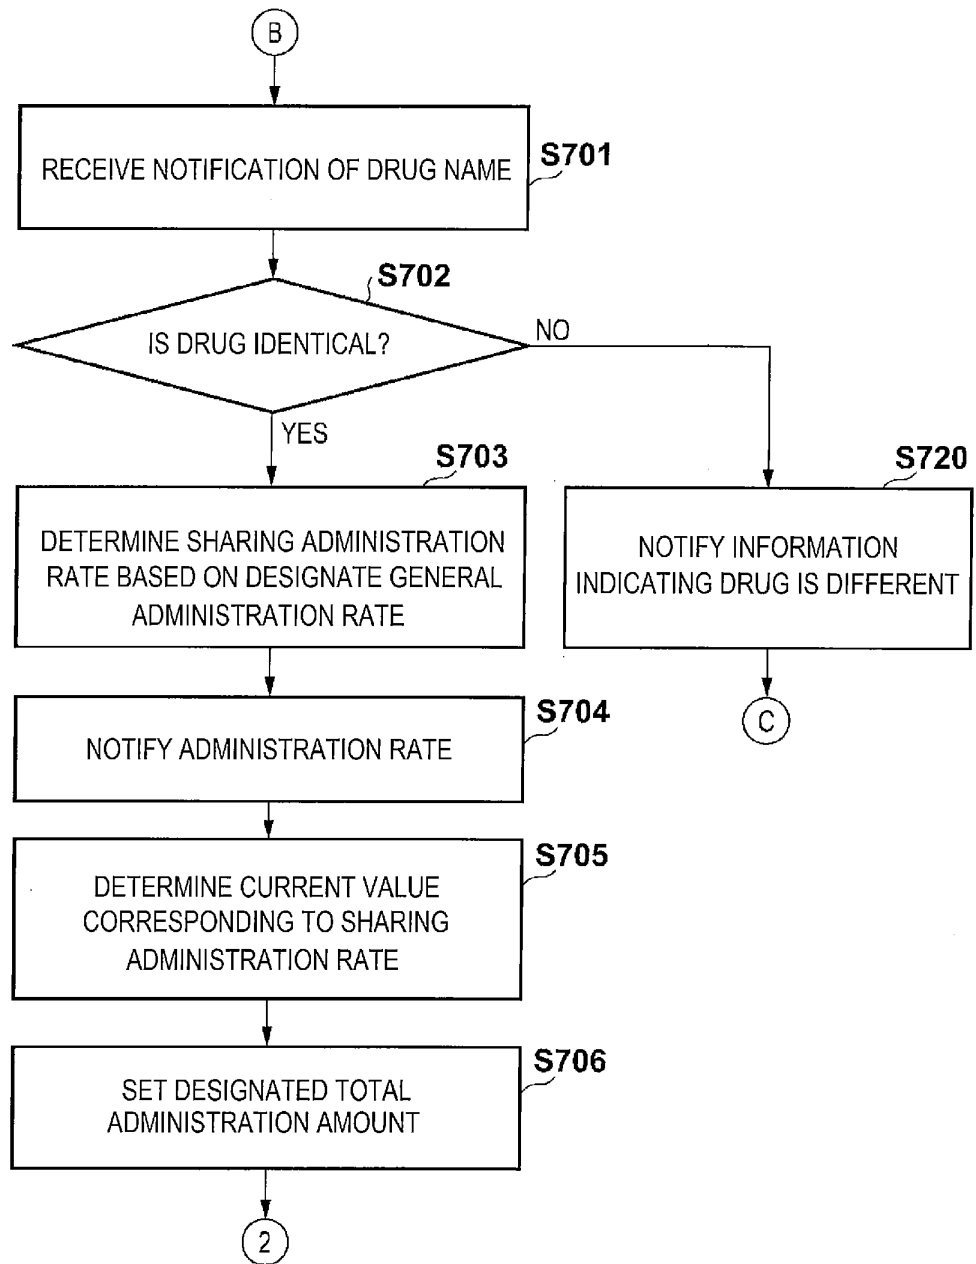 B
RECEIVE NOTIFICATION OF DRUG NAME
S701
S702
IS DRUG IDENTICAL?
NO
YES
S703
DETERMINE SHARING ADMINISTRATION
RATE BASED ON DESIGNATE GENERAL
ADMINISTRATION RATE
S720
NOTIFY INFORMATION
INDICATING DRUG IS DIFFERENT
C
S704
NOTIFY ADMINISTRATION RATE
S705
DETERMINE CURRENT VALUE
CORRESPONDING TO SHARING
ADMINISTRATION RATE
S706
SET DESIGNATED TOTAL
ADMINISTRATION AMOUNT
2